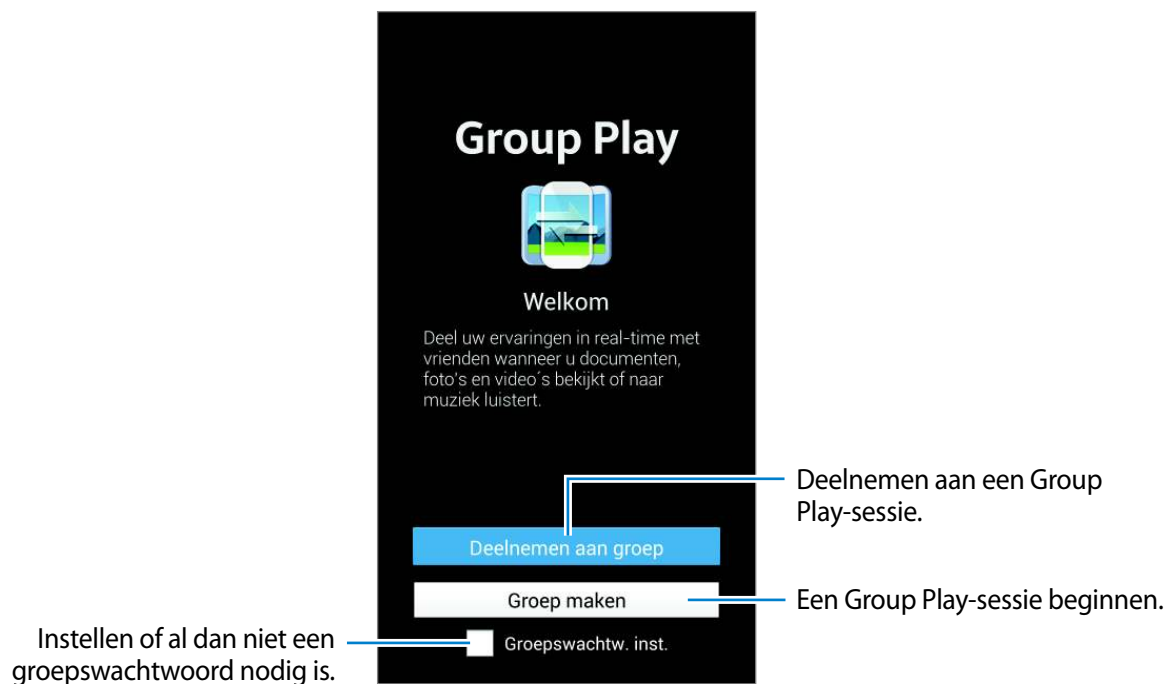 Group Play
Welkom
Deel uw ervaringen in real-time met
vrienden wanneer u documenten,
foto's en video´s bekijkt of naar
muziek luistert.
Deelnemen aan een Group
Play-sessie.
Deelnemen aan groep
Groep maken
Een Group Play-sessie beginnen.
Instellen of al dan niet een
groepswachtwoord nodig is.
Groepswachtw. inst.